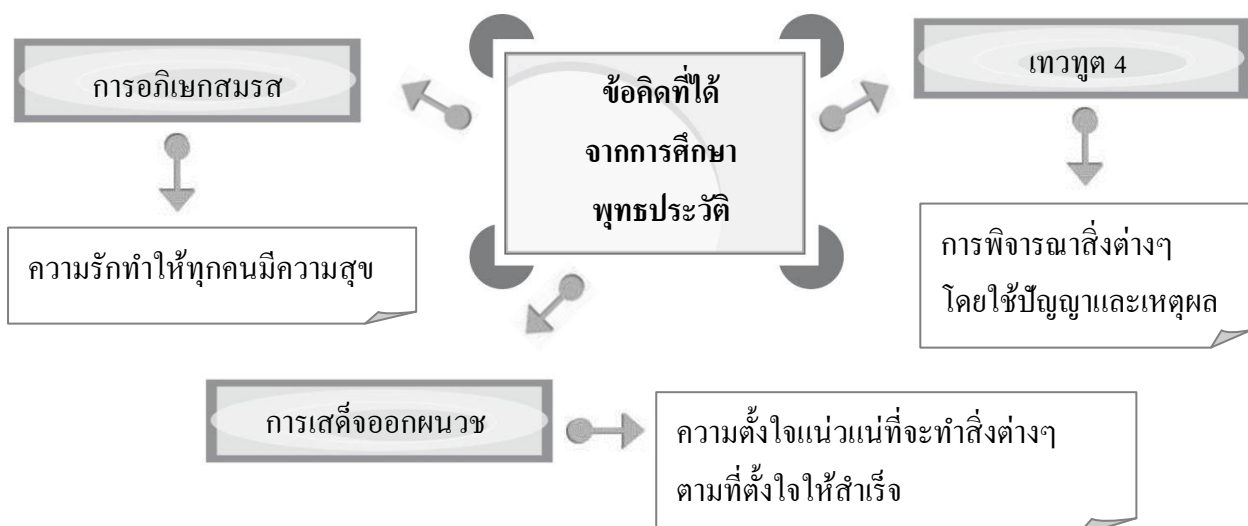 ข้อคิดที่ได้
จากการศึกษา
พุทธประวัติ
การอภิเษกสมรส
ความรักทำให้ทุกคนมีความสุข
เทวทูต 4
การพิจารณาสิ่งต่างๆ
โดยใช้ปัญญาและเหตุผล
การเสด็จออกผนวช
ความตั้งใจแน่วแน่ที่จะทำสิ่งต่างๆ
ตามที่ตั้งใจให้สำเร็จ